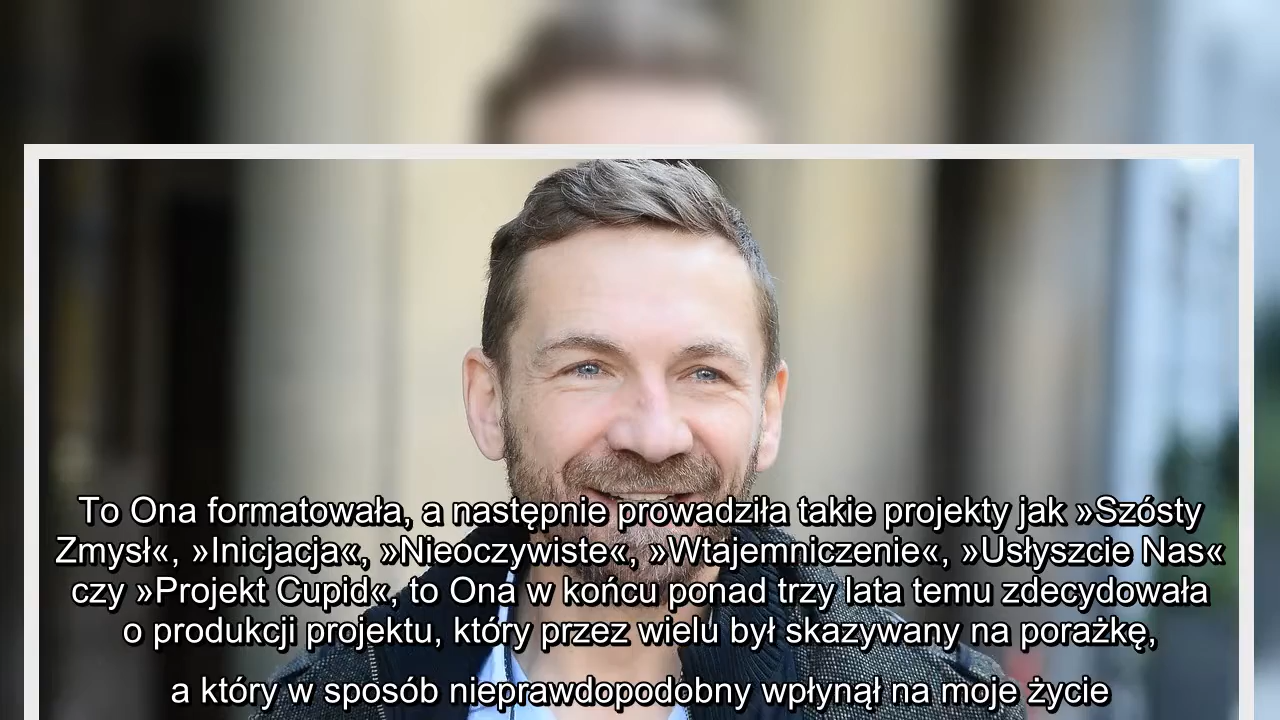 To Ona formatowała, a następnie prowadziła takie projekty jak »Szósty
Zmysł«, »Inicjacja«, »Nieoczywiste«, »Wtajemniczenie«, »Usłyszcie Nas«
czy »Projekt Cupid«, to Ona w końcu ponad trzy lata temu zdecydowała
o produkcji projektu, który przez wielu był skazywany na porażkę,
a który w sposób nieprawdopodobny wpłynął na moje życie